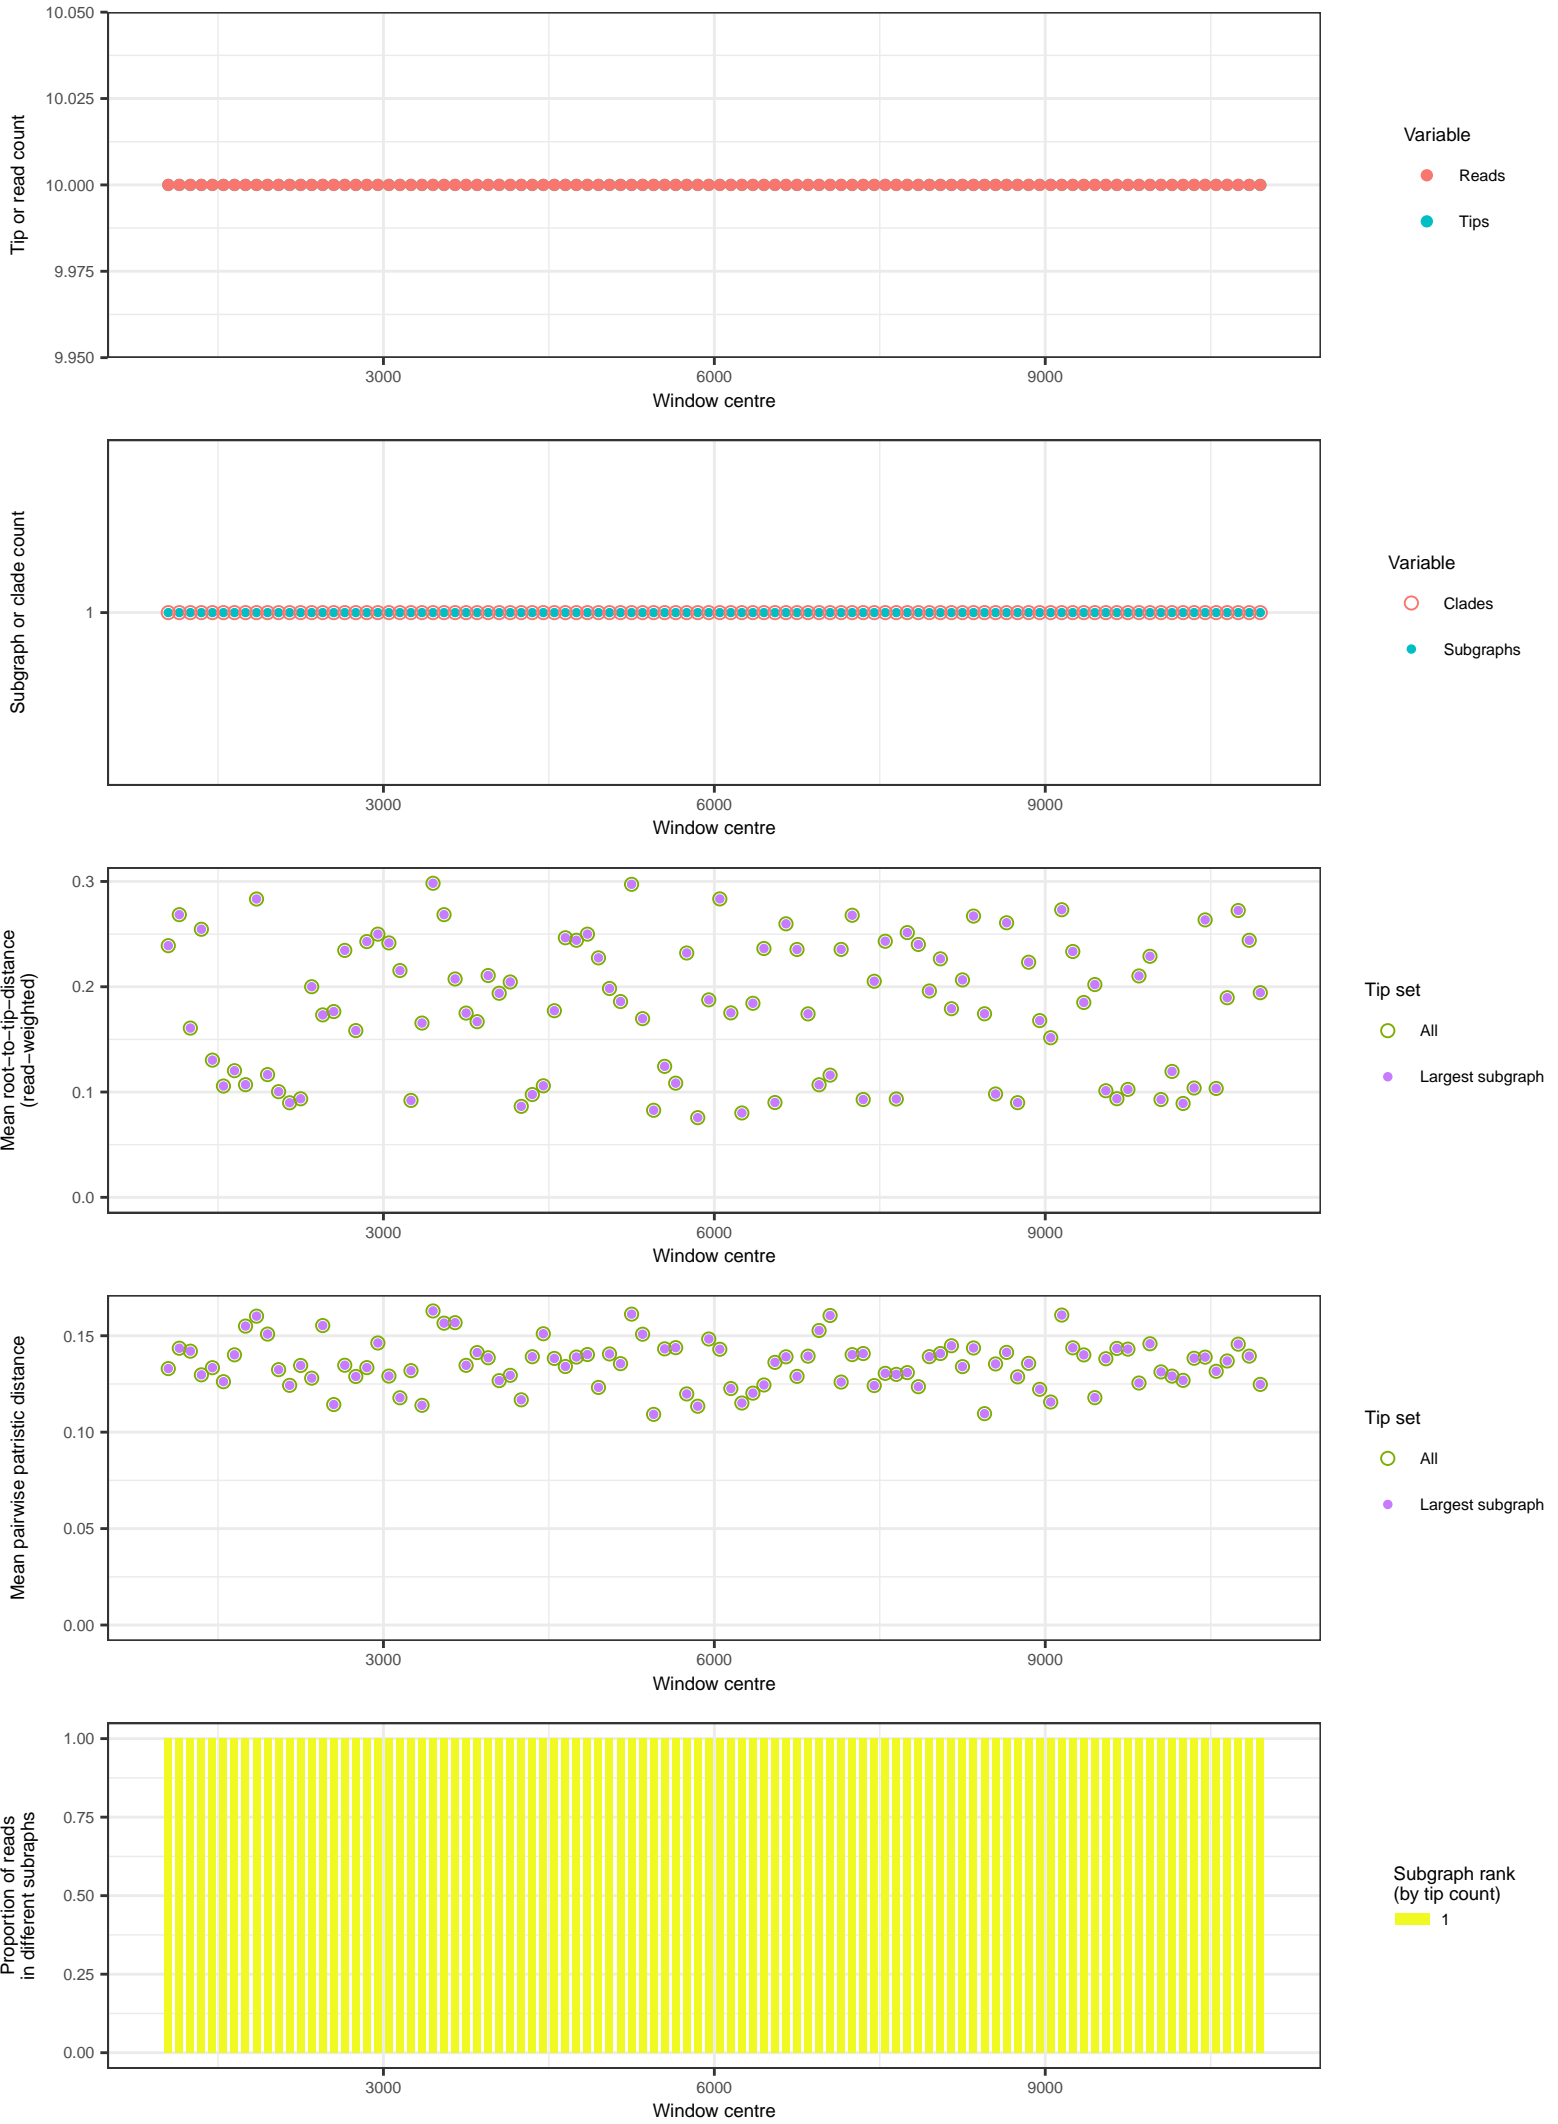 10.050
10.025
10.000
9.975
9.950
Tip or read count
3000 6000 9000
Window centre
Variable
Reads
Tips
1
Subgraph or clade count
3000 6000 9000
Window centre
Variable
Clades
Subgraphs
0.3
0.2
0.1
0.0
Mean root−to−tip−distance
(read−weighted)
3000 6000 9000
Window centre
Tip set
All
Largest subgraph
0.15
0.10
0.05
0.00
Mean pairwise patristic distance
3000 6000 9000
Window centre
Tip set
All
Largest subgraph
1.00
0.75
0.50
0.25
0.00
Proportion of reads
in different subraphs
3000 6000 9000
Window centre
Subgraph rank
(by tip count)
1